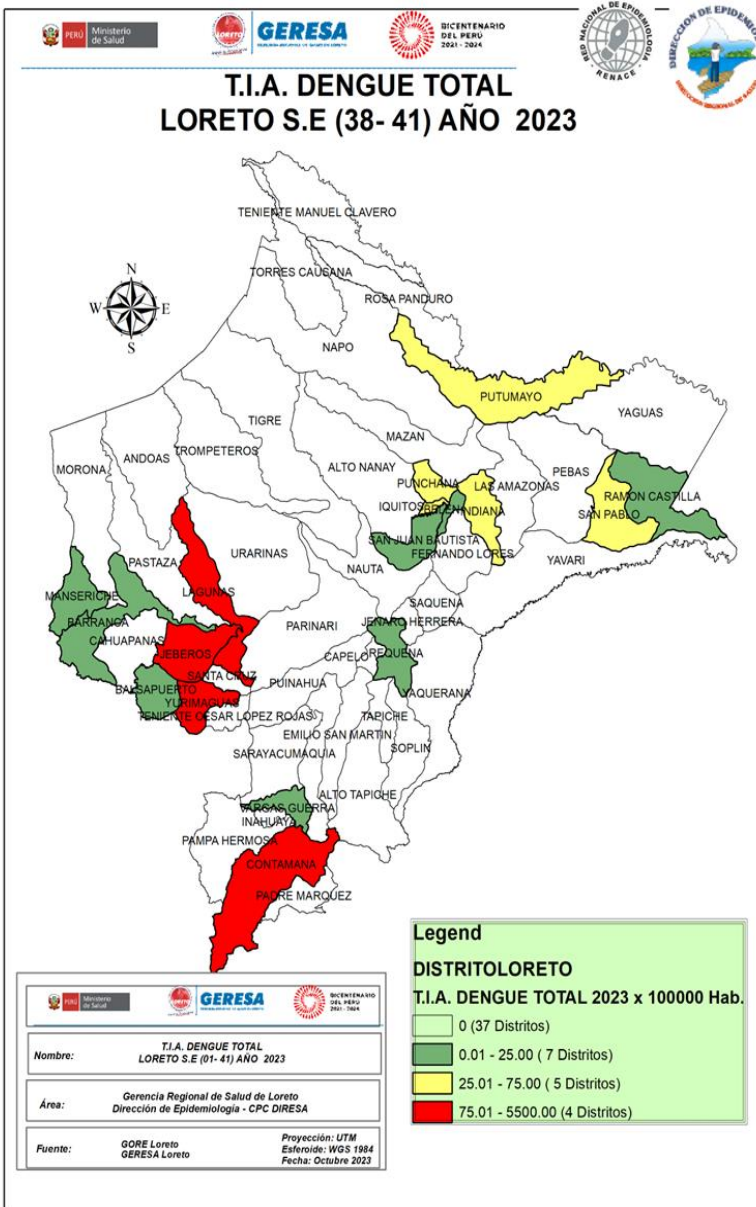 PERÚ Ministerio de Salud
LORETO
GERESA
BICENTENARIO DEL PERÚ 2021 - 2024
RED NACIONAL DE EPIDEMIOLOGIA
- RENACE -
T.I.A. DENGUE TOTAL
LORETO S.E (38- 41) AÑO 2023
TENIENTE MANUEL CLAVERO
TORRES CAUSANA
ROSA PANDURO
N
W E
S
NAPO
PUTUMAYO
YAGUAS
TIGRE
MAZAN
TROMPETEROS
ANDOAS
MORONA
ALTO NANAY
PEBAS
PUNCHANA
LAS AMAZONAS
RAMON CASTILLA
IQUITOS
BELEN
INDIANA
SAN PABLO
SAN JUAN BAUTISTA
FERNANDO LORES
URARINAS
PASTAZA
YAVARI
NAUTA
LAGUNAS
MANSERICHE
SAQUENA
BARRANCA
JENARO HERRERA
PARINARI
CAHUAPANAS
JEBEROS
CAPELO
REQUENA
SANTA CRUZ
PUINAHUA
BALSAPUERTO
YAQUERANA
YURIMAGUAS
TENIENTE CESAR LOPEZ ROJAS
TAPICHE
EMILIO SAN MARTIN
SOPLIN
SARAYACU
MAQUIA
ALTO TAPICHE
VARGAS GUERRA
INAHUAYA
PAMPA HERMOSA
CONTAMANA
PADRE MARQUEZ
Legend
DISTRITOLORETO
T.I.A. DENGUE TOTAL 2023 x 100000 Hab.
0 (37 Distritos)
0.01 - 25.00 ( 7 Distritos)
25.01 - 75.00 ( 5 Distritos)
75.01 - 5500.00 (4 Distritos)
PERÚ Ministerio de Salud
GERESA
BICENTENARIO DEL PERÚ 2021 - 2024
Nombre:
T.I.A. DENGUE TOTAL
LORETO S.E (01- 41) AÑO 2023
Área:
Gerencia Regional de Salud de Loreto
Dirección de Epidemiología - CPC DIRESA
Fuente:
GORE Loreto
GERESA Loreto
Proyección: UTM
Esferoide: WGS 1984
Fecha: Octubre 2023